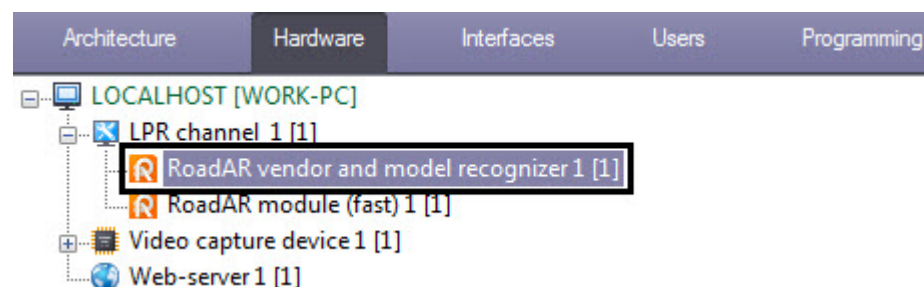 Architecture Hardware Interfaces Users Programming
LOCALHOST [WORK-PC]
LPR channel 1 [1]
RoadAR vendor and model recognizer 1 [1]
RoadAR module (fast) 1 [1]
Video capture device 1 [1]
Web-server 1 [1]